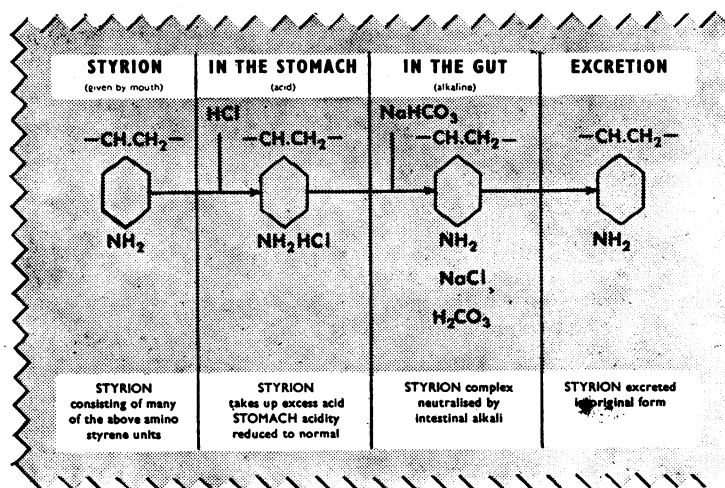 STYRION
(given by mouth)
—CH.CH₂—
NH₂
STYRION
consisting of many
of the above amino
styrene units
IN THE STOMACH
(acid)
HCl
—CH.CH₂—
NH₂HCl
STYRION
takes up excess acid
STOMACH acidity
reduced to normal
IN THE GUT
(alkaline)
NaHCO₃
—CH.CH₂—
NH₂
NaCl,
H₂CO₃
STYRION complex
neutralised by
intestinal alkali
EXCRETION
—CH.CH₂—
NH₂
STYRION excreted
in original form